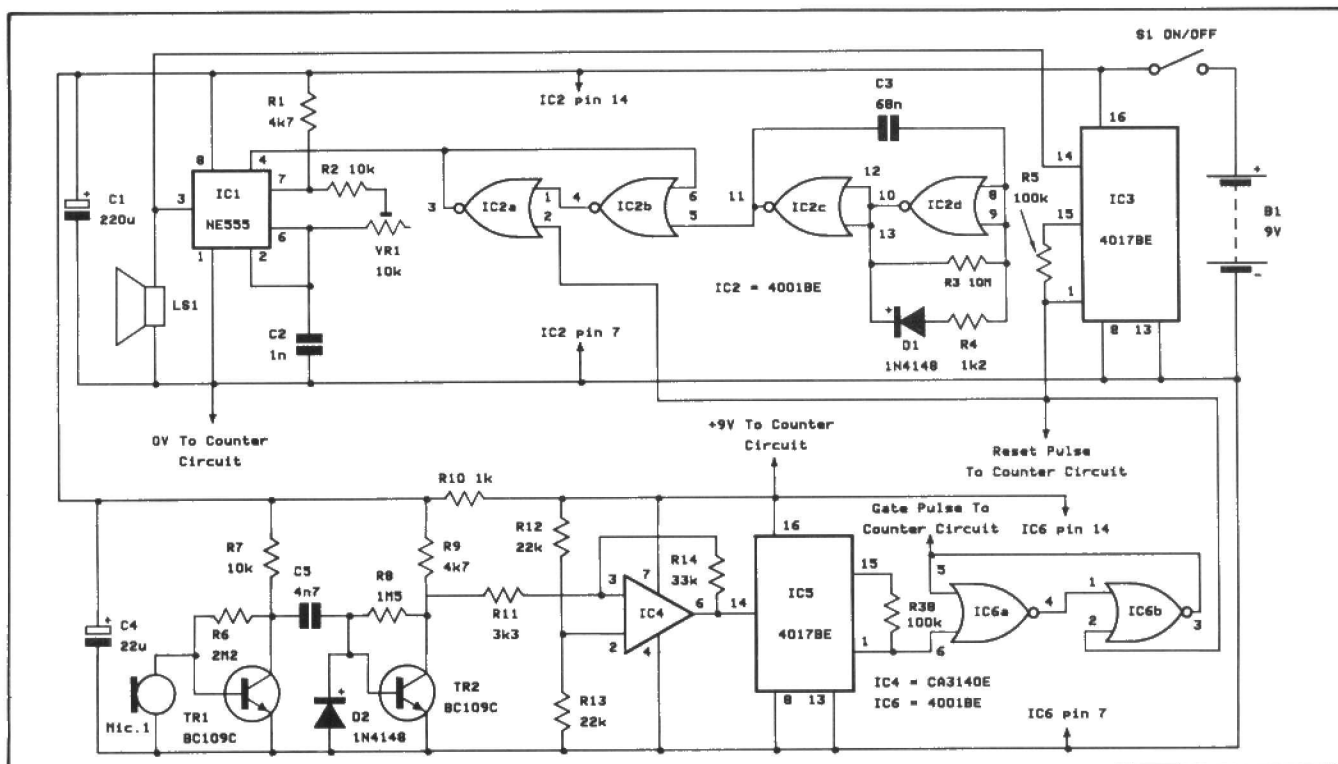 S1 ON/OFF
IC2 pin 14
C3
68n
R1
4k7
16
8
4
7
R2 10k
IC1
NE555
3
6
1
2
C1
220u
VR1
10k
3
IC2a
1
2
4
IC2b
6
5
11
IC2c
12
13
10
IC2d
8
9
R5
100k
14
15
1
IC3
4017BE
8
13
B1
9V
+
-
LS1
C2
1n
IC2 pin 7
IC2 = 4001BE
R3 10M
D1
1N4148
R4
1k2
0V To Counter
Circuit
+9V To Counter
Circuit
Reset Pulse
To Counter Circuit
R10 1k
Gate Pulse To
Counter Circuit
IC6 pin 14
R7
10k
C5
4n7
R8
1M5
R9
4k7
R12
22k
R14
33k
16
15
R11
3k3
3
2
7
4
6
IC4
14
IC5
4017BE
R38
100k
1
8
13
5
6
IC6a
4
1
2
IC6b
3
C4
22u
R6
2M2
Mic.1
TR1
BC109C
D2
1N4148
TR2
BC109C
R13
22k
IC4 = CA3140E
IC6 = 4001BE
IC6 pin 7